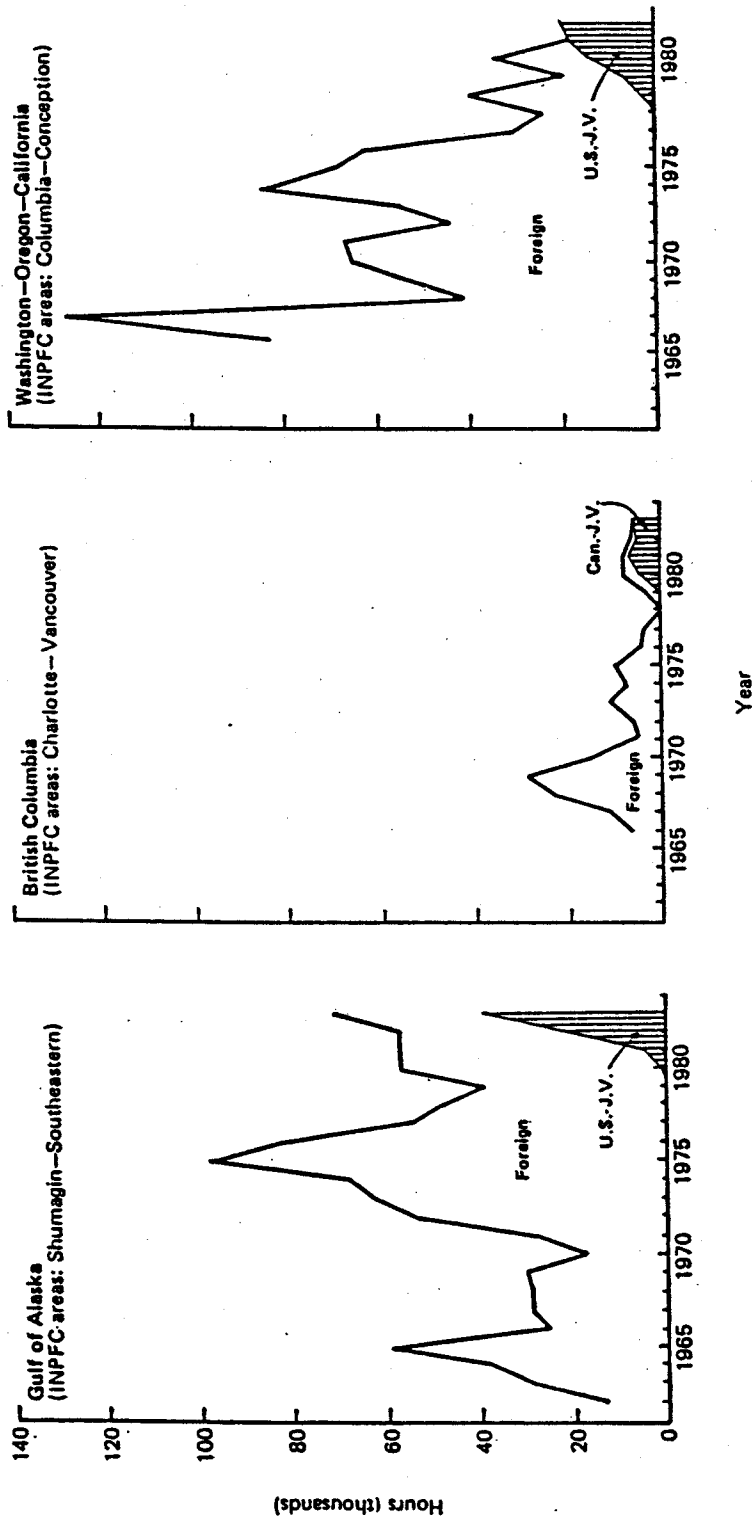 Gulf of Alaska
(INPFC areas: Shumagin—Southeastern)
Hours (thousands)
140
120
100
80
60
40
20
0
Foreign
U.S.-J.V.
1965
1970
1975
1980
British Columbia
(INPFC areas: Charlotte—Vancouver)
Foreign
Can.-J.V.
1965
1970
1975
1980
Year
Washington—Oregon—California
(INPFC areas: Columbia—Conception)
Foreign
U.S.-J.V.
1965
1970
1975
1980